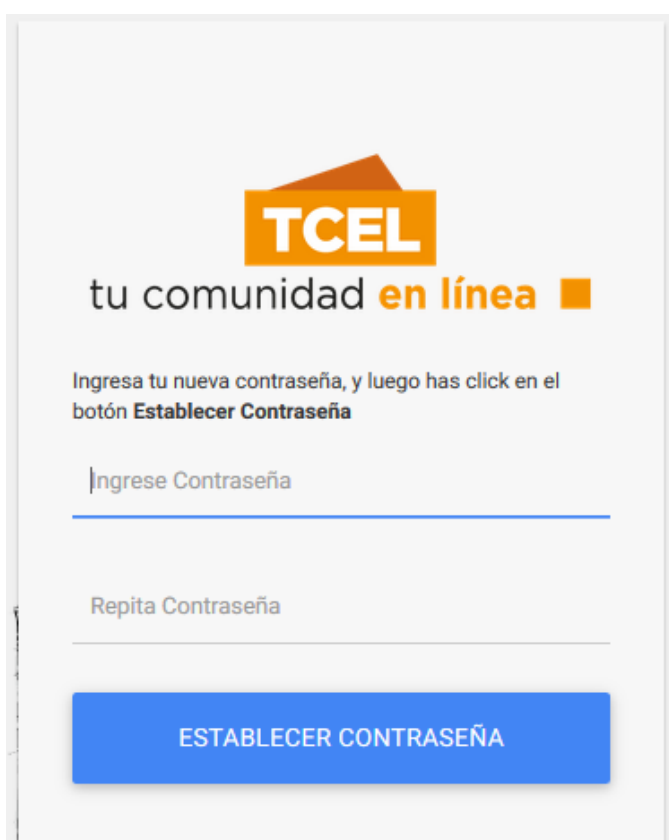 TCEL
tu comunidad en línea
Ingresa tu nueva contraseña, y luego has click en el
botón Establecer Contraseña
Ingrese Contraseña
Repita Contraseña
ESTABLECER CONTRASEÑA